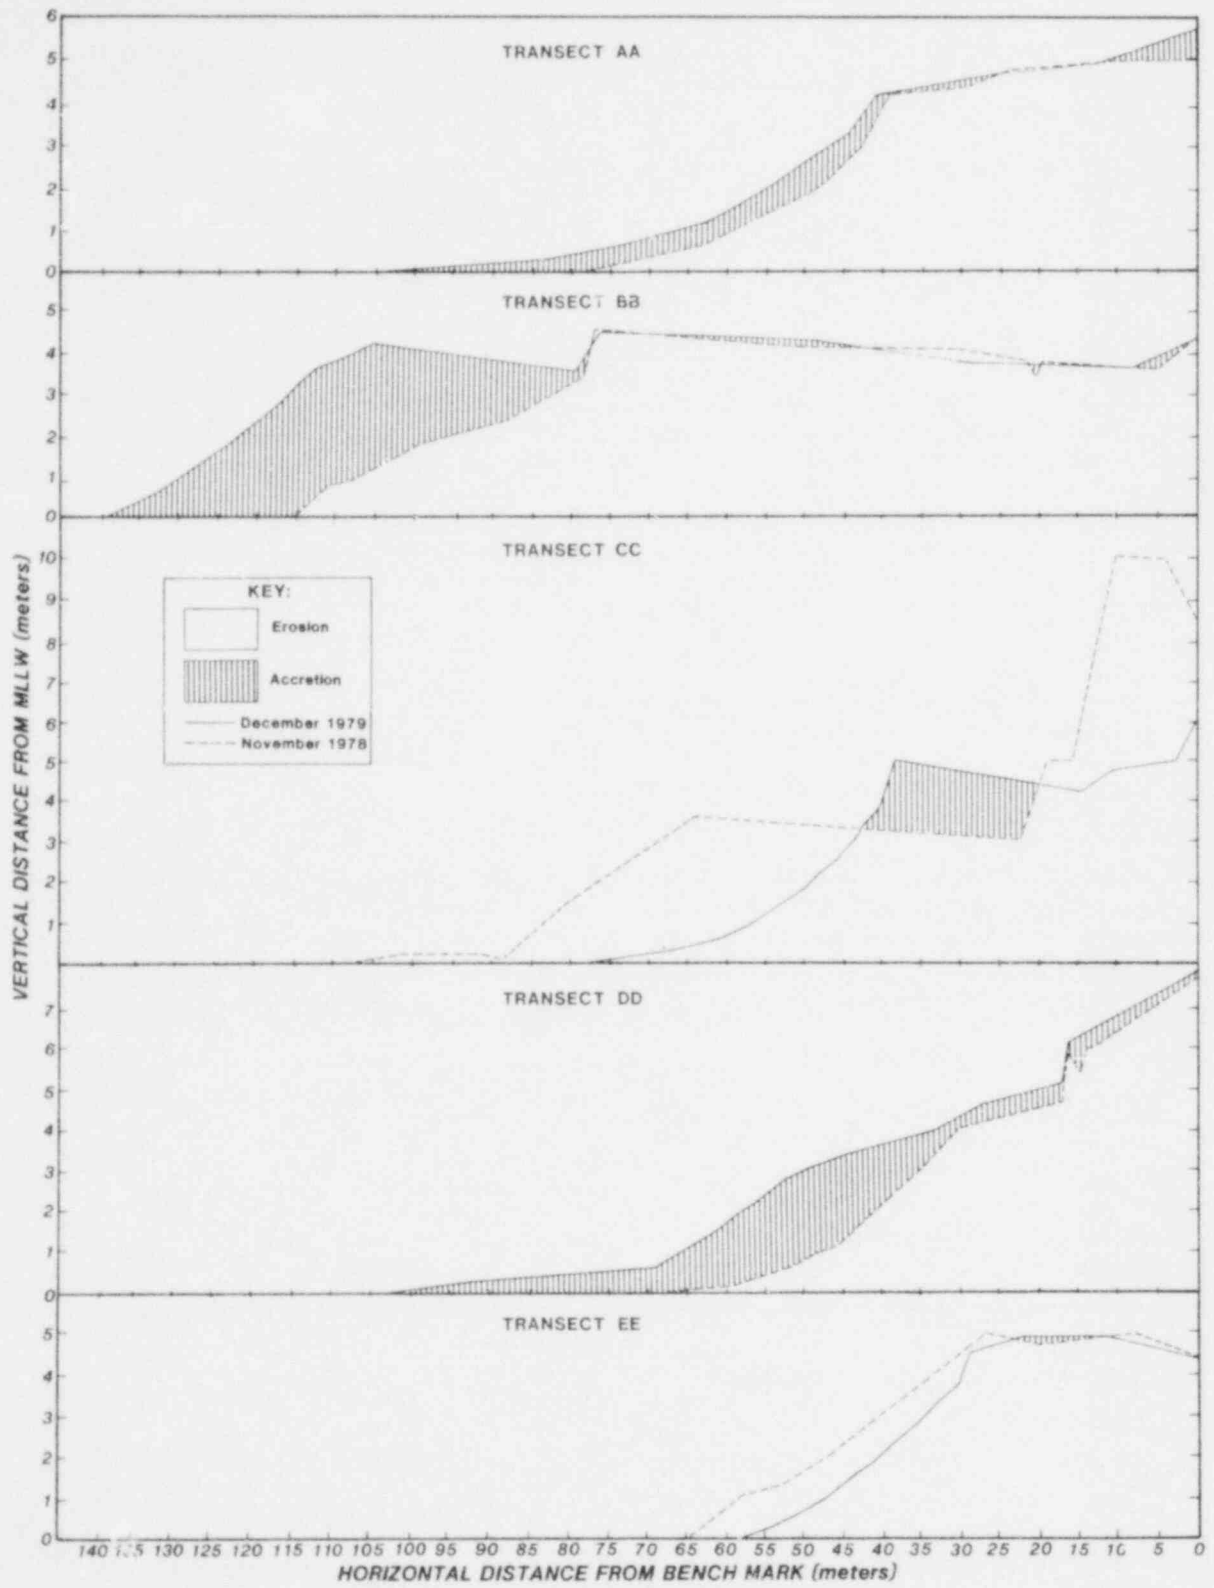 6
5
4
3
2
1
0
TRANSECT AA
5
4
3
2
1
0
TRANSECT BB
VERTICAL DISTANCE FROM MLLW (meters)
10
9
8
7
6
5
4
3
2
1
TRANSECT CC
KEY:
Erosion
Accretion
December 1979
November 1978
7
6
5
4
3
2
1
0
TRANSECT DD
5
4
3
2
1
0
TRANSECT EE
140 135 130 125 120 115 110 105 100 95 90 85 80 75 70 65 60 55 50 45 40 35 30 25 20 15 10 5 0
HORIZONTAL DISTANCE FROM BENCH MARK (meters)